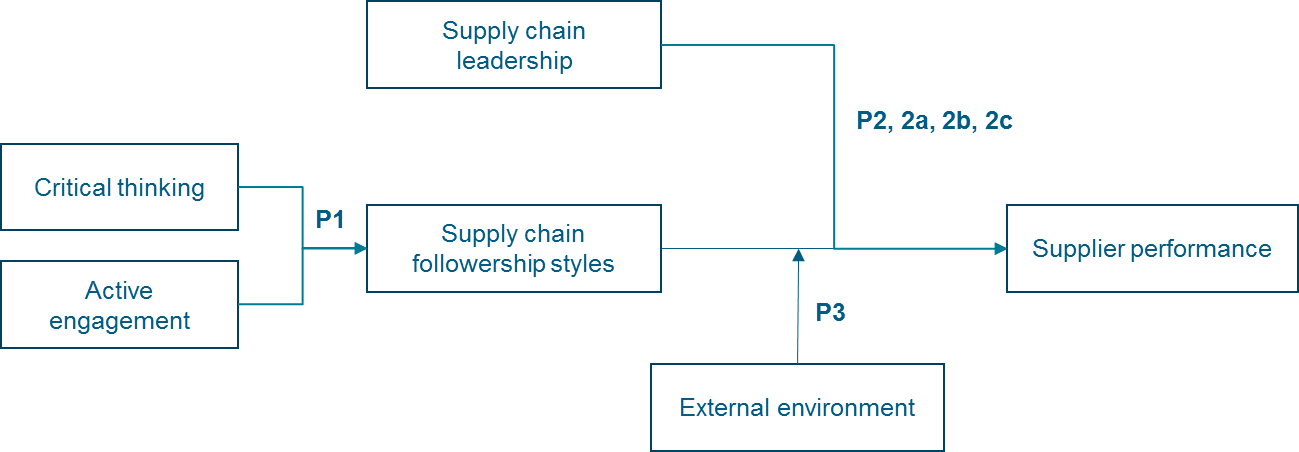 Supply chain
leadership
P2, 2a, 2b, 2c
Critical thinking
P1
Supply chain
followership styles
Supplier performance
Active
engagement
P3
External environment